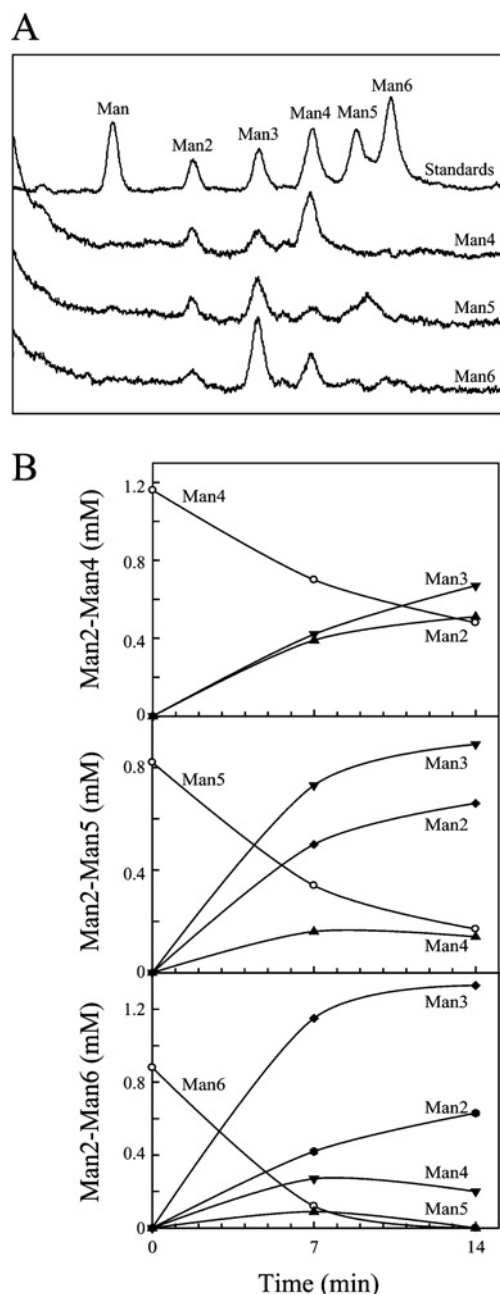 A
Man
Man2
Man3
Man4
Man5
Man6
Standards
Man4
Man5
Man6
B
Man2-Man4 (mM)
1.2
0.8
0.4
0
Man4
Man3
Man2
Man2-Man5 (mM)
0.8
0.4
0
Man5
Man3
Man2
Man4
Man2-Man6 (mM)
1.2
0.8
0.4
0
Man6
Man3
Man2
Man4
Man5
0
7
14
Time (min)